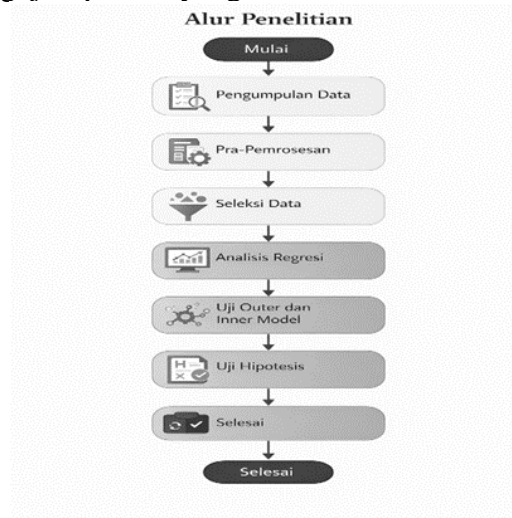 Alur Penelitian
Mulai
Pengumpulan Data
Pra-Pemrosesan
Seleksi Data
Analisis Regresi
Uji Outer dan
Inner Model
Uji Hipotesis
Selesai
Selesai